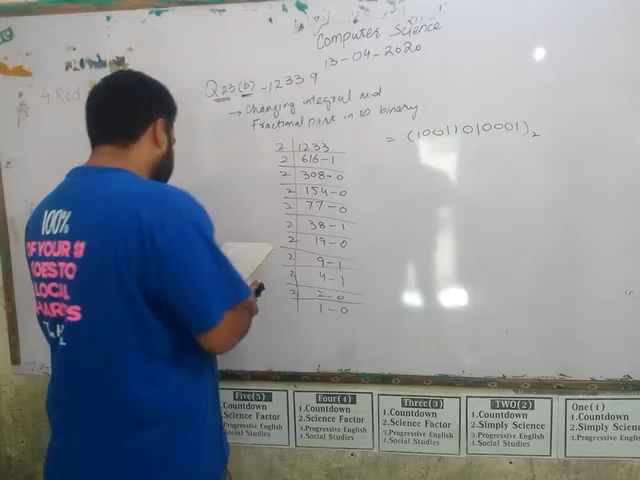 Computer Science
13-04-2020
Q 23(b) -1233.9
→ Changing integral and
Fractional part in binary.
= (10011010001)₂
2 1233
2 616-1
2 308-0
2 154-0
2 77-0
2 38-1
2 19-0
2 9-1
2 4-1
2 2-0
1-0
4 Red
100%
OF YOUR $1
GOES TO
LOCAL
Five(5)
1.Countdown
2.Science Factor
3.Progressive English
4.Social Studies
Four(4)
1.Countdown
2.Science Factor
3.Progressive English
4.Social Studies
Three(3)
1.Countdown
2.Science Factor
3.Progressive English
4.Social Studies
TWO(2)
1.Countdown
2.Simply Science
3.Progressive English
4.Social Studies
One(1)
1.Countdown
2.Simply Science
3.Progressive English